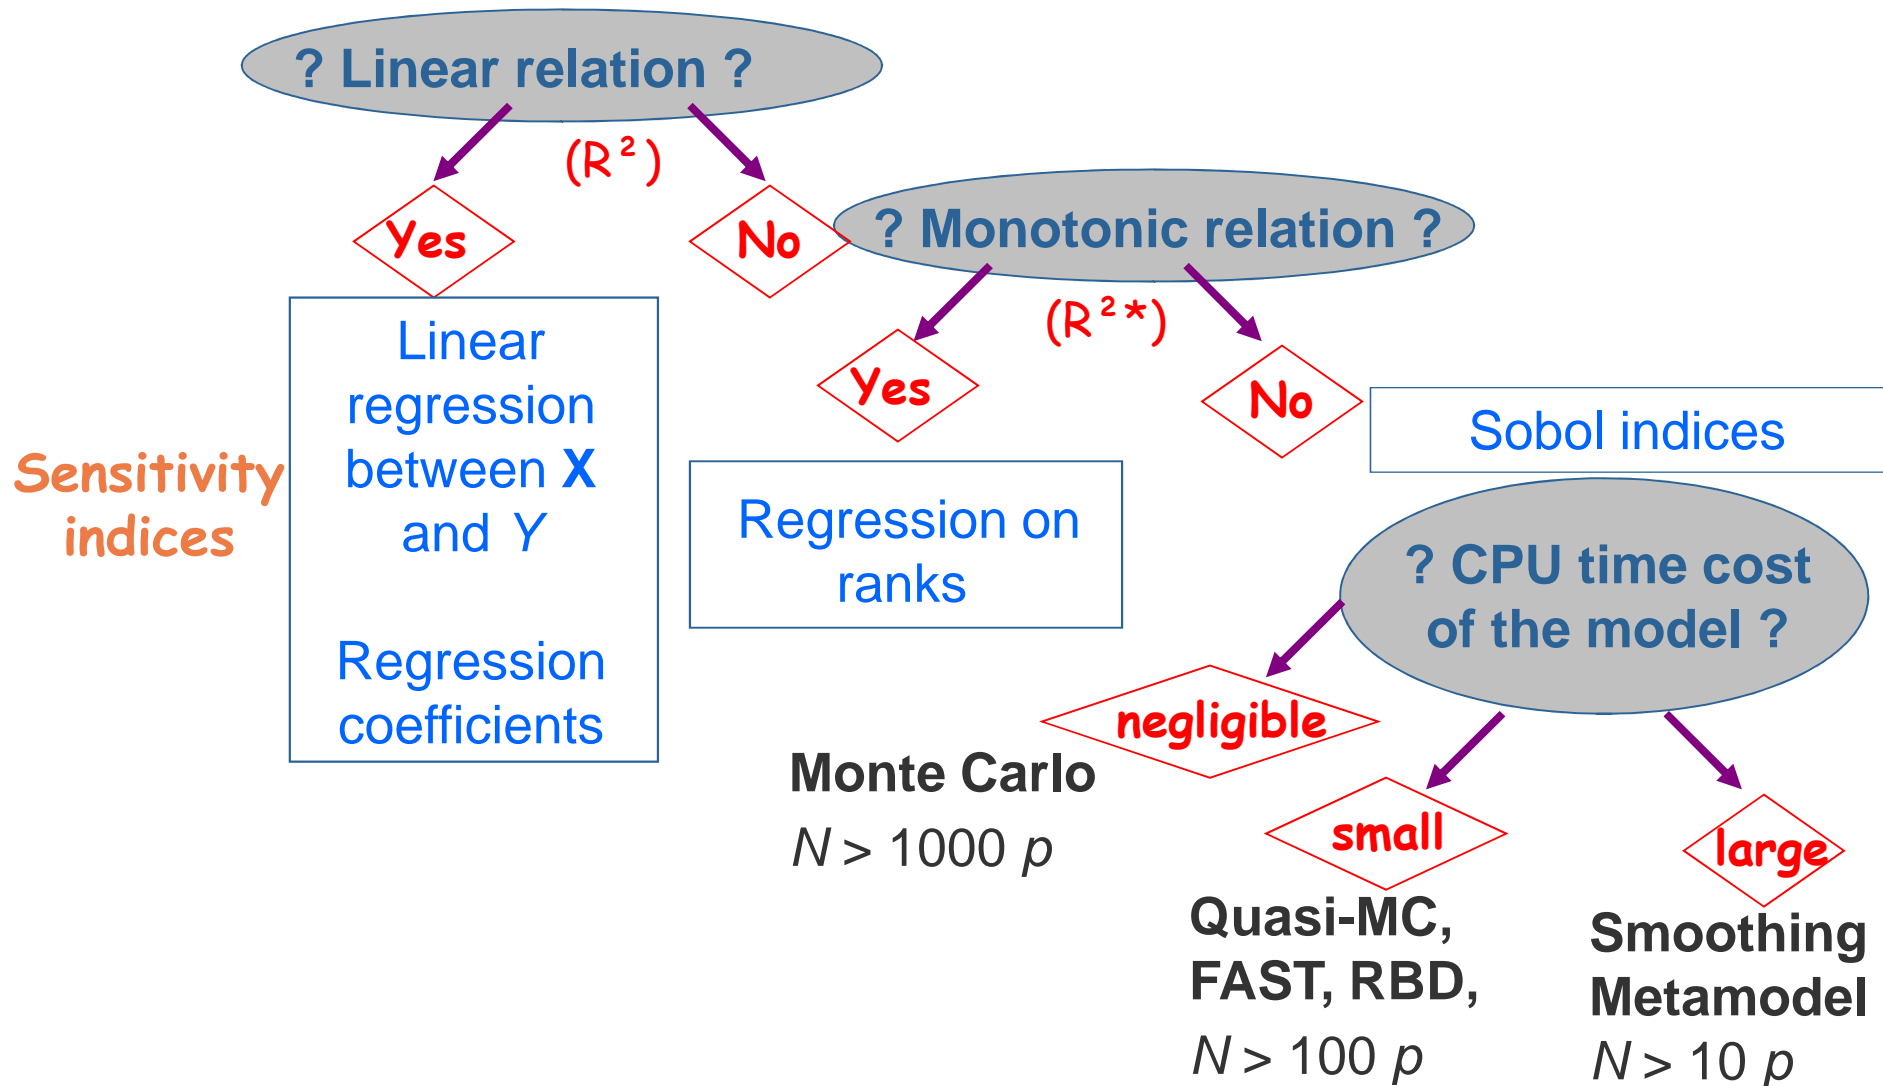 ? Linear relation ?
(R²)
Yes
No
? Monotonic relation ?
(R²*)
Yes
No
Sensitivity
indices
Linear
regression
between X
and Y
Regression
coefficients
Regression on
ranks
Sobol indices
? CPU time cost
of the model ?
negligible
small
large
Monte Carlo
N > 1000 p
Quasi-MC,
FAST, RBD,
N > 100 p
Smoothing
Metamodel
N > 10 p